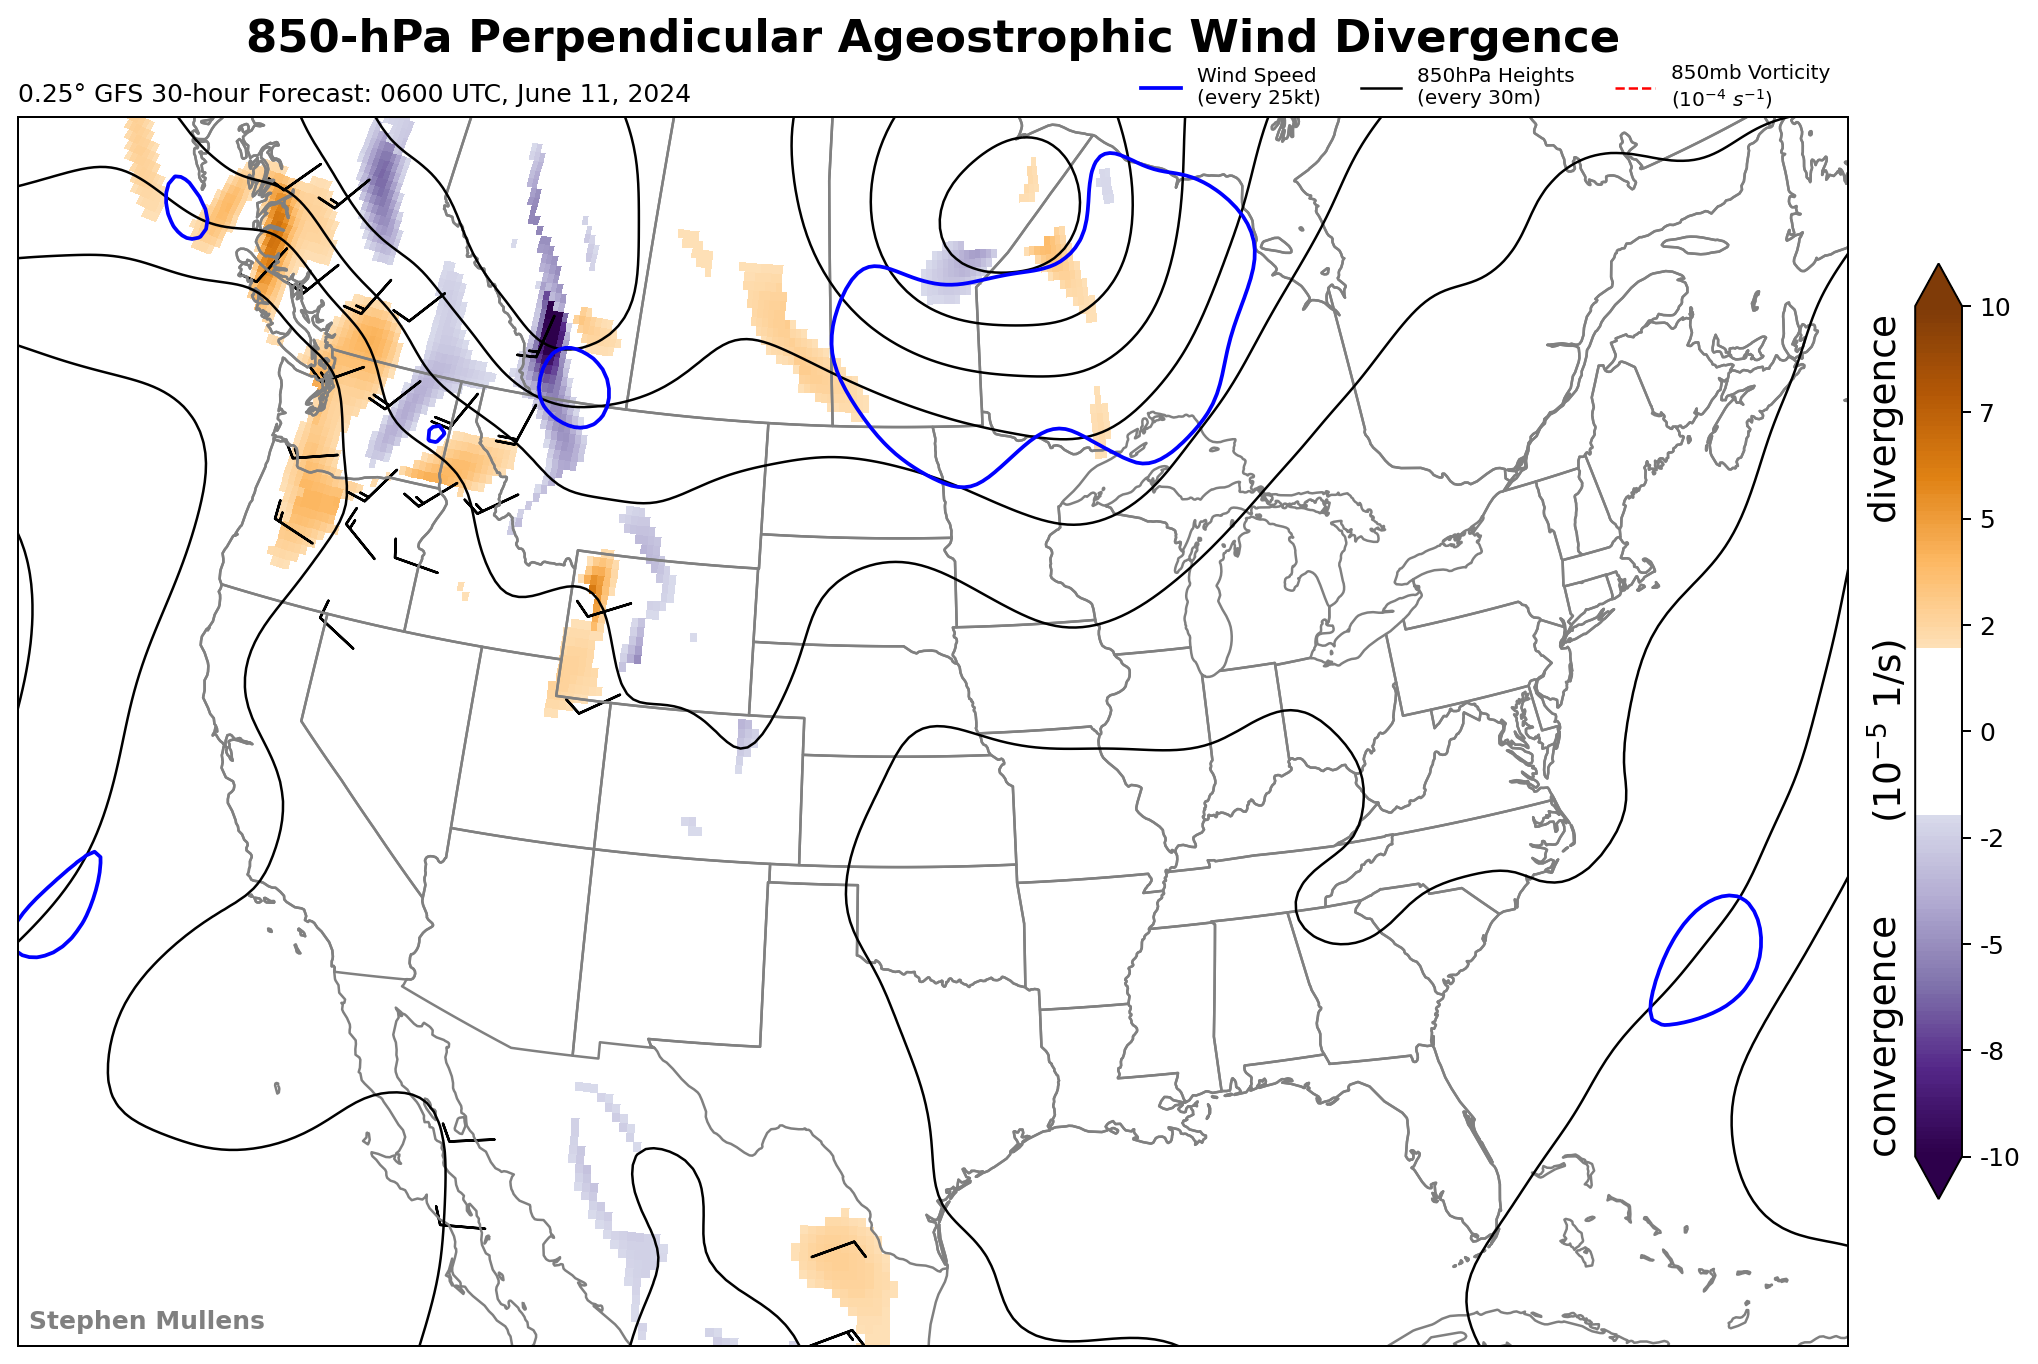 850-hPa Perpendicular Ageostrophic Wind Divergence
0.25° GFS 30-hour Forecast: 0600 UTC, June 11, 2024
Wind Speed
(every 25kt)
850hPa Heights
(every 30m)
850mb Vorticity
(10⁻⁴ s⁻¹)
10
7
5
2
0
-2
-5
-8
-10
convergence (10⁻⁵ 1/s) divergence
Stephen Mullens